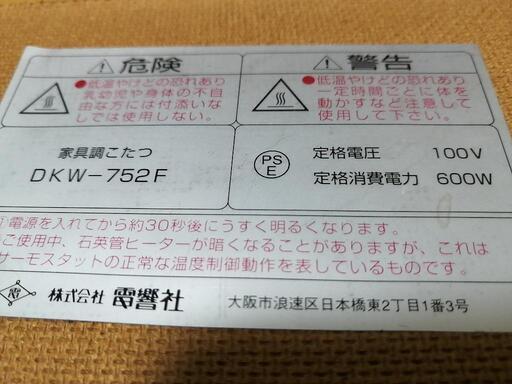 危険
●低温やけどの恐れあり
乳幼児や身体の不自
由な方には付添いな
しでは使用しない。
警告
●低温やけどの恐れあり
一定時間ごとに体を
動かすなど注意して
使用して下さい。
家具調こたつ
DKW-752F
PS
E
定格電圧 100V
定格消費電力 600W
電源を入れてから約30秒後にうすく明るくなります。
ご使用中、石英管ヒーターが暗くなることがありますが、これは
サーモスタットの正常な温度制御動作を表しているものです。
株式会社 電響社 大阪市浪速区日本橋東2丁目1番3号